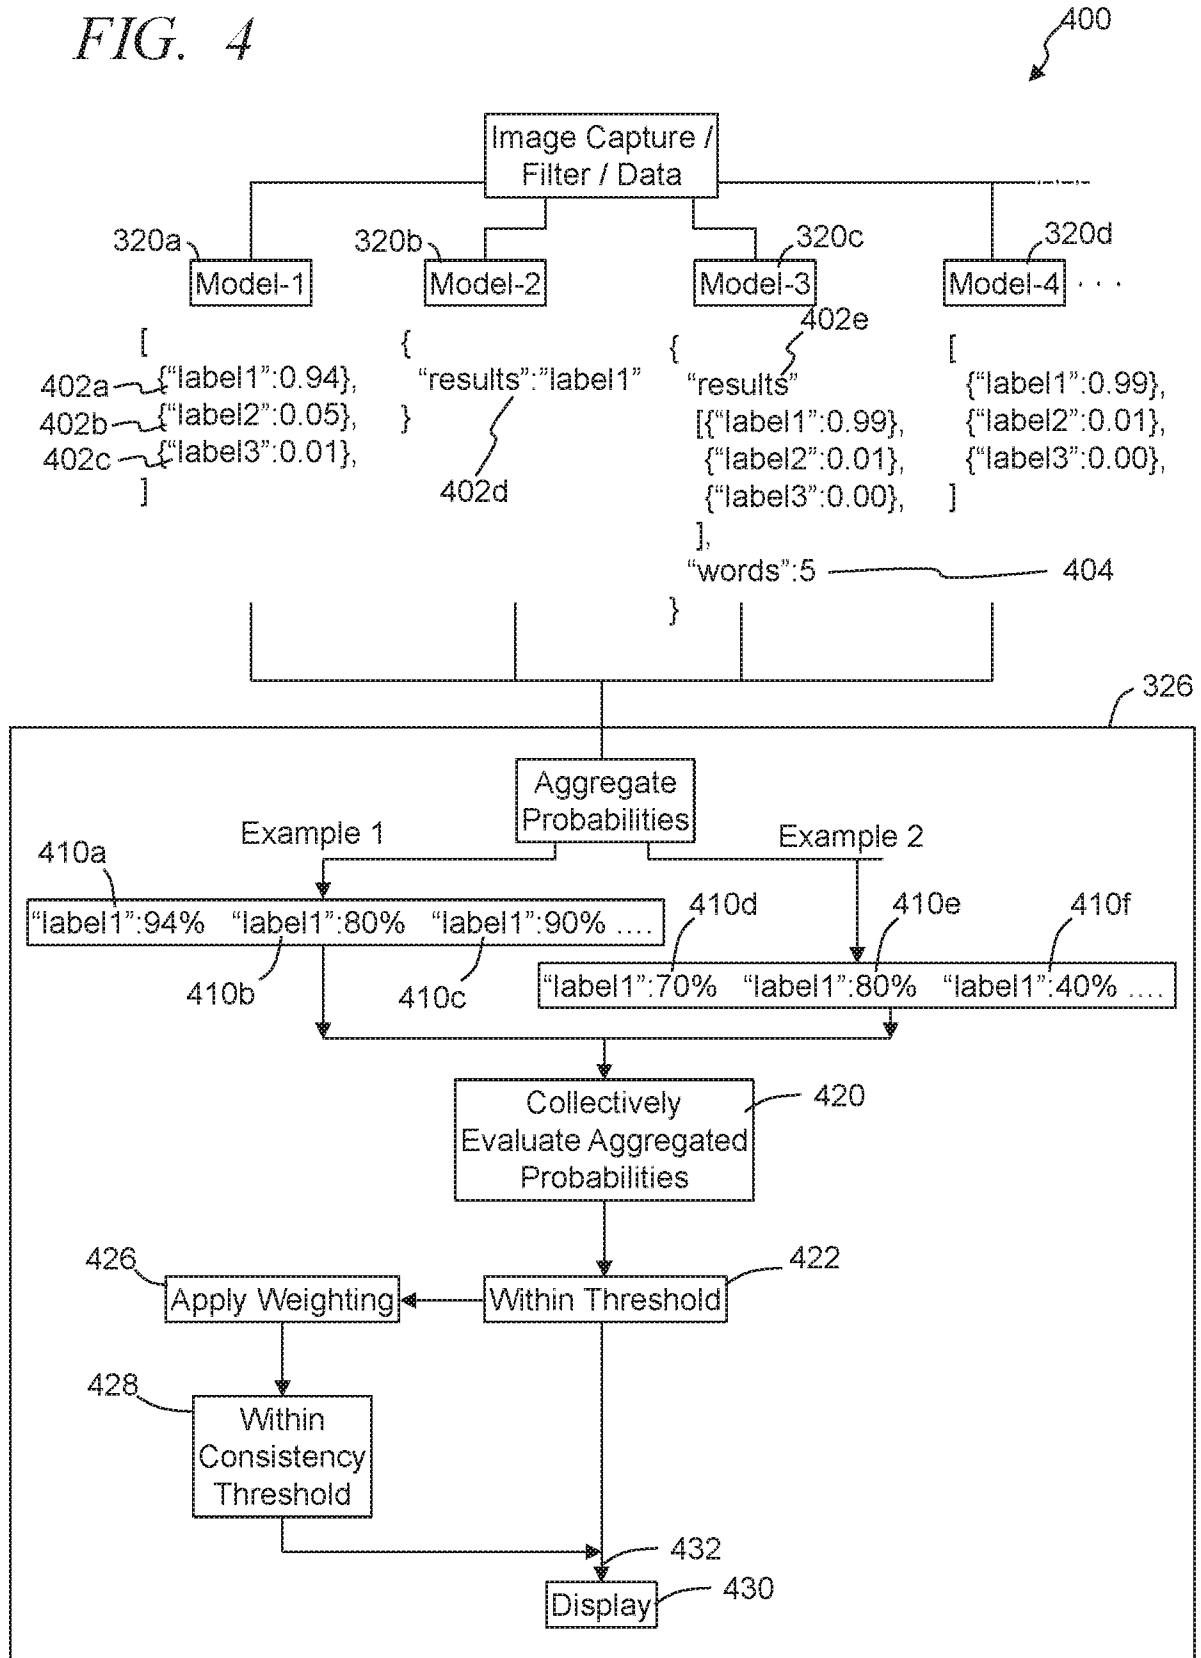 FIG. 4
400
Image Capture /
Filter / Data
320a
320b
320c
320d
Model-1
Model-2
Model-3
Model-4 . . .
402e
[
{"label1":0.94},
{"label2":0.05},
{"label3":0.01},
]
402a
402b
402c
{
"results":"label1"
}
402d
{
"results"
[{"label1":0.99},
{"label2":0.01},
{"label3":0.00},
],
"words":5
}
404
[
{"label1":0.99},
{"label2":0.01},
{"label3":0.00},
]
326
Aggregate
Probabilities
Example 1
Example 2
410a
"label1":94% "label1":80% "label1":90% ....
410b
410c
410d
410e
410f
"label1":70% "label1":80% "label1":40% ....
Collectively
Evaluate Aggregated
Probabilities
420
426
422
Apply Weighting
Within Threshold
428
Within
Consistency
Threshold
432
Display
430